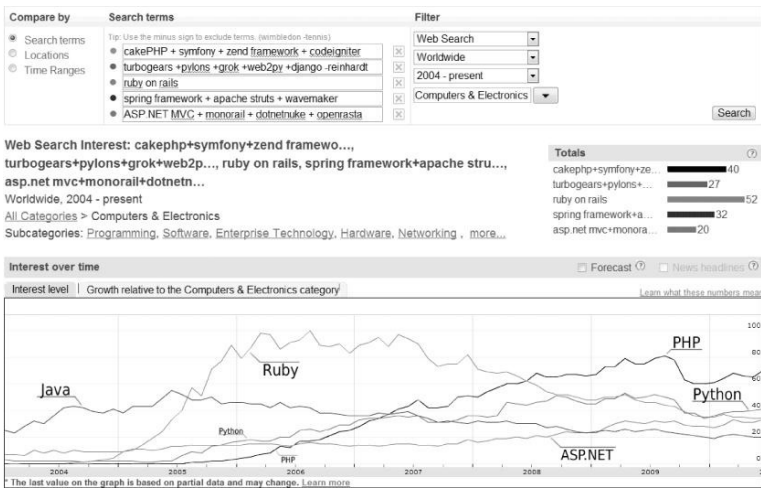 Compare by
Search terms
Filter
Search terms
Locations
Time Ranges
Tip: Use the minus sign to exclude terms. (wimbledon -tennis)
cakePHP + symfony + zend framework + codeigniter
turbogears +pylons +grok +web2py +django -reinhardt
ruby on rails
spring framework + apache struts + wavemaker
ASP.NET MVC + monorail + dotnetnuke + openrasta
Web Search
Worldwide
2004 - present
Computers & Electronics
Search
Web Search Interest: cakephp+symfony+zend framewo...,
turbogears+pylons+grok+web2p..., ruby on rails, spring framework+apache stru...,
asp.net mvc+monorail+dotnetn...
Worldwide, 2004 - present
All Categories > Computers & Electronics
Subcategories: Programming, Software, Enterprise Technology, Hardware, Networking , more...
Totals
cakephp+symfony+ze... 40
turbogears+pylons+... 27
ruby on rails 52
spring framework+a... 32
asp.net mvc+monora... 20
Interest over time
Forecast
News headlines
Interest level
Growth relative to the Computers & Electronics category
Learn what these numbers mean
100
80
60
40
20
0
Java
Ruby
PHP
Python
Python
PHP
ASP.NET
2004
2005
2006
2007
2008
2009
* The last value on the graph is based on partial data and may change. Learn more